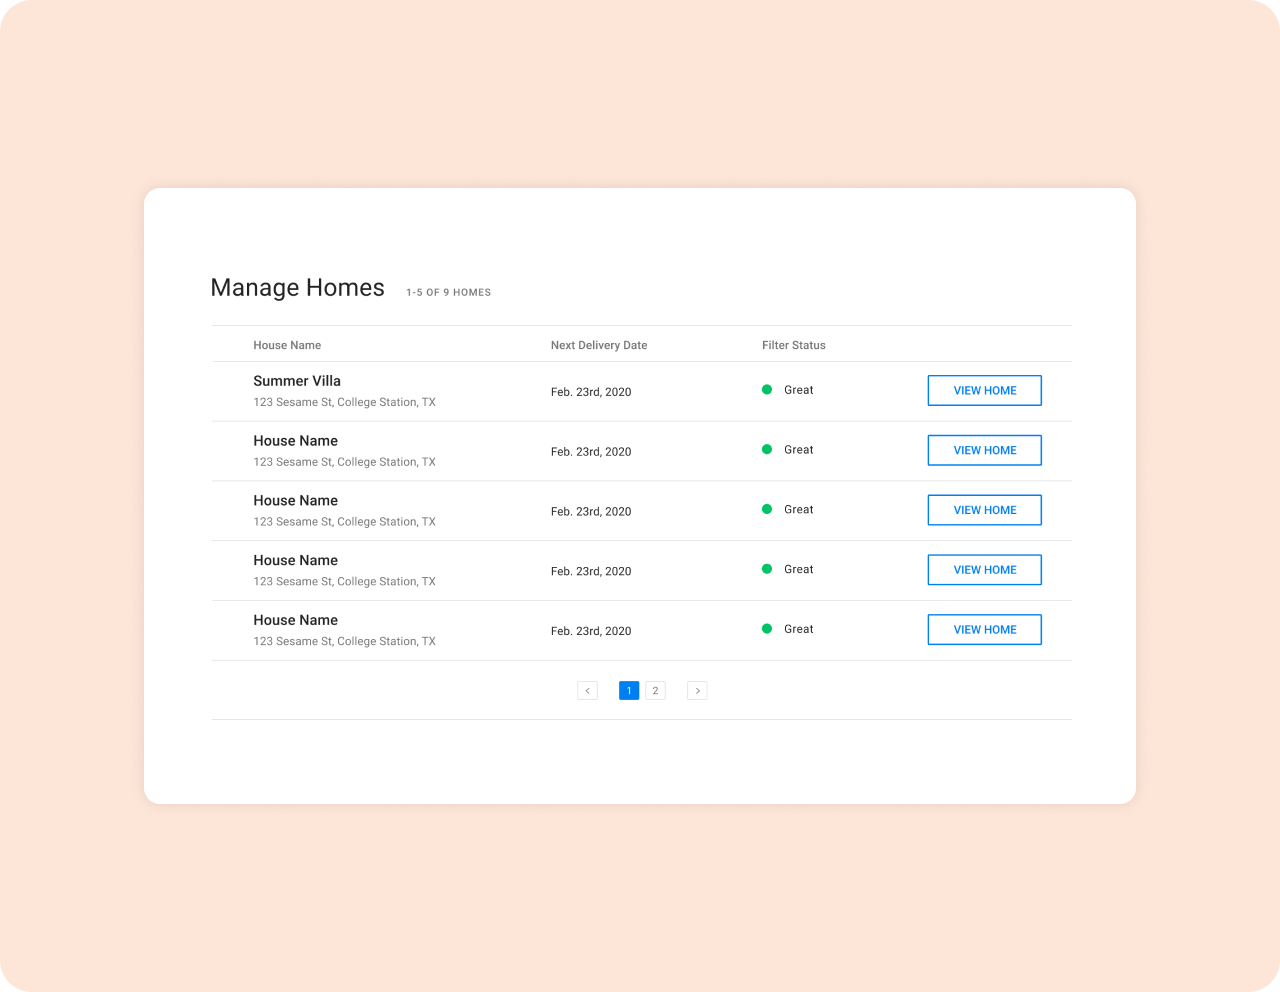 Manage Homes 1-5 OF 9 HOMES
House Name Next Delivery Date Filter Status
Summer Villa
123 Sesame St, College Station, TX Feb. 23rd, 2020 Great VIEW HOME
House Name
123 Sesame St, College Station, TX Feb. 23rd, 2020 Great VIEW HOME
House Name
123 Sesame St, College Station, TX Feb. 23rd, 2020 Great VIEW HOME
House Name
123 Sesame St, College Station, TX Feb. 23rd, 2020 Great VIEW HOME
House Name
123 Sesame St, College Station, TX Feb. 23rd, 2020 Great VIEW HOME
< 1 2 >